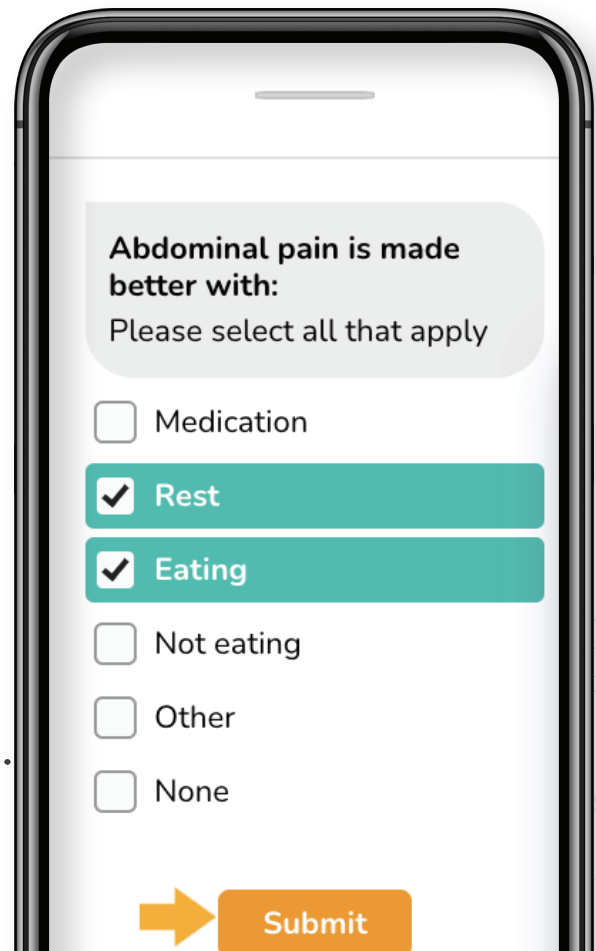 Abdominal pain is made
better with:
Please select all that apply
Medication
Rest
Eating
Not eating
Other
None
Submit